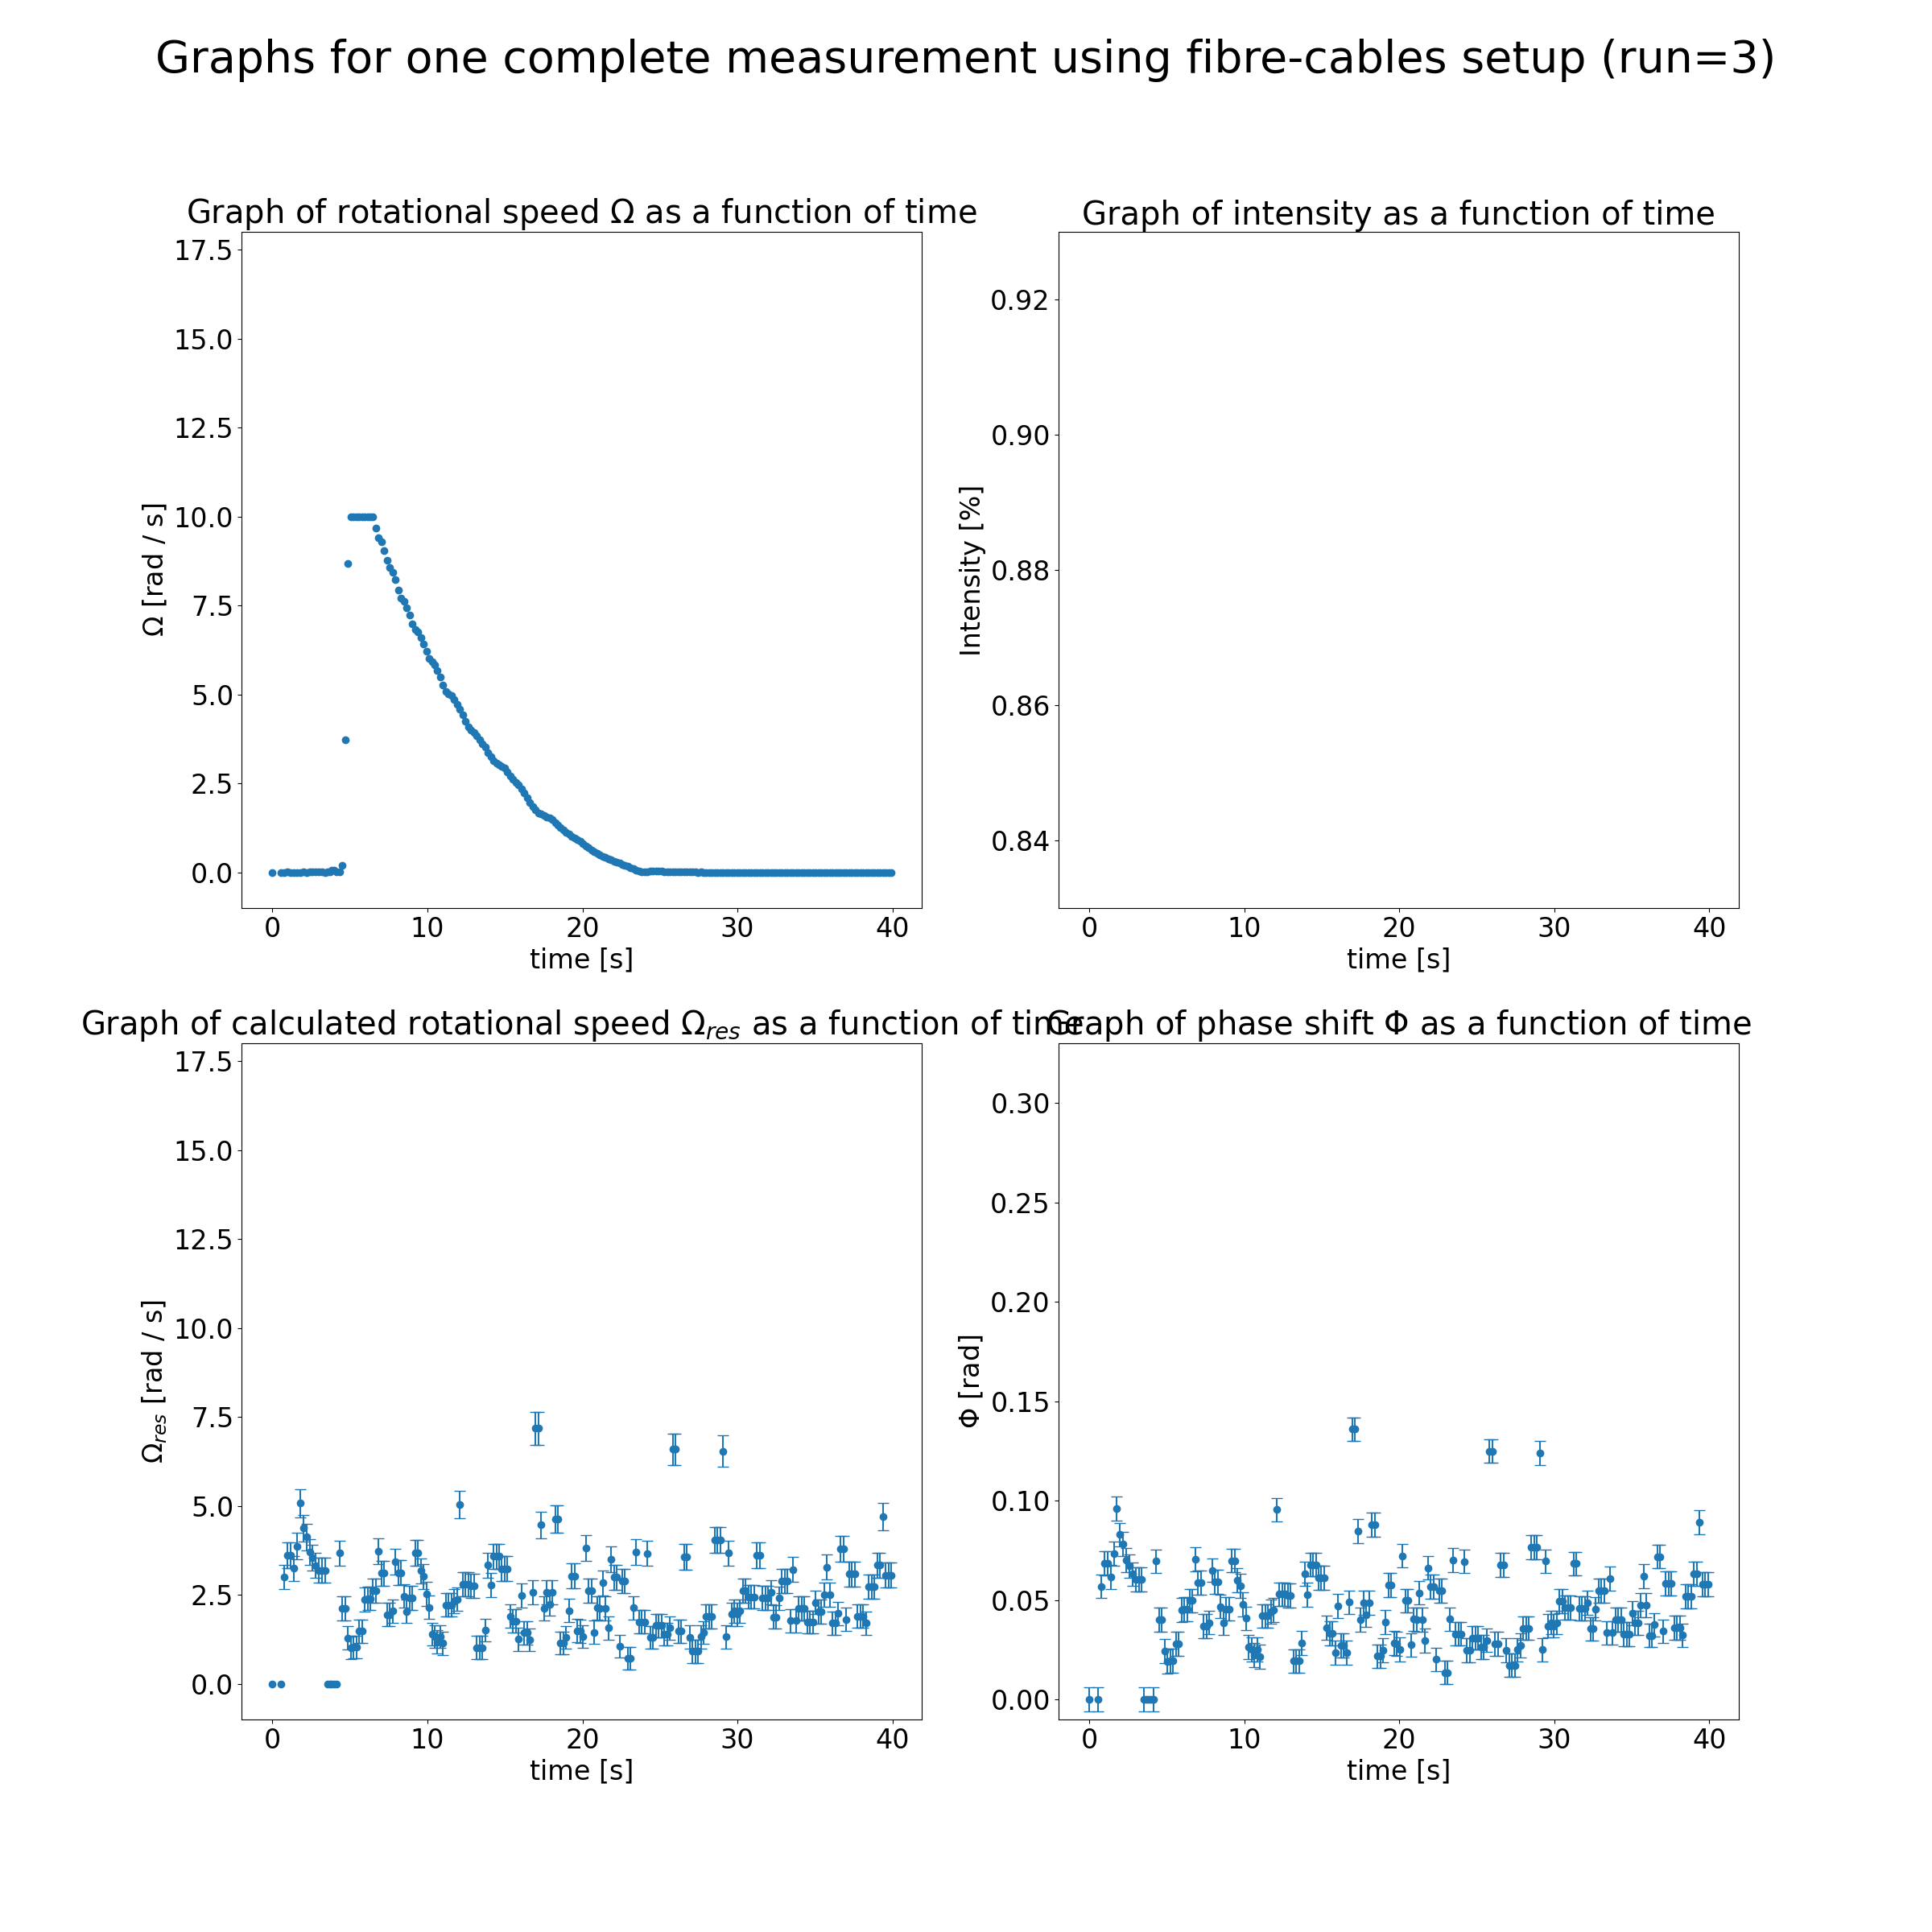 Graphs for one complete measurement using fibre-cables setup (run=3)
Graph of rotational speed Ω as a function of time
17.5
15.0
12.5
10.0
7.5
5.0
2.5
0.0
Ω [rad / s]
0 10 20 30 40
time [s]
Graph of intensity as a function of time
0.92
0.90
0.88
0.86
0.84
Intensity [%]
0 10 20 30 40
time [s]
Graph of calculated rotational speed Ωres as a function of time
17.5
15.0
12.5
10.0
7.5
5.0
2.5
0.0
Ωres [rad / s]
0 10 20 30 40
time [s]
Graph of phase shift Φ as a function of time
0.30
0.25
0.20
0.15
0.10
0.05
0.00
Φ [rad]
0 10 20 30 40
time [s]